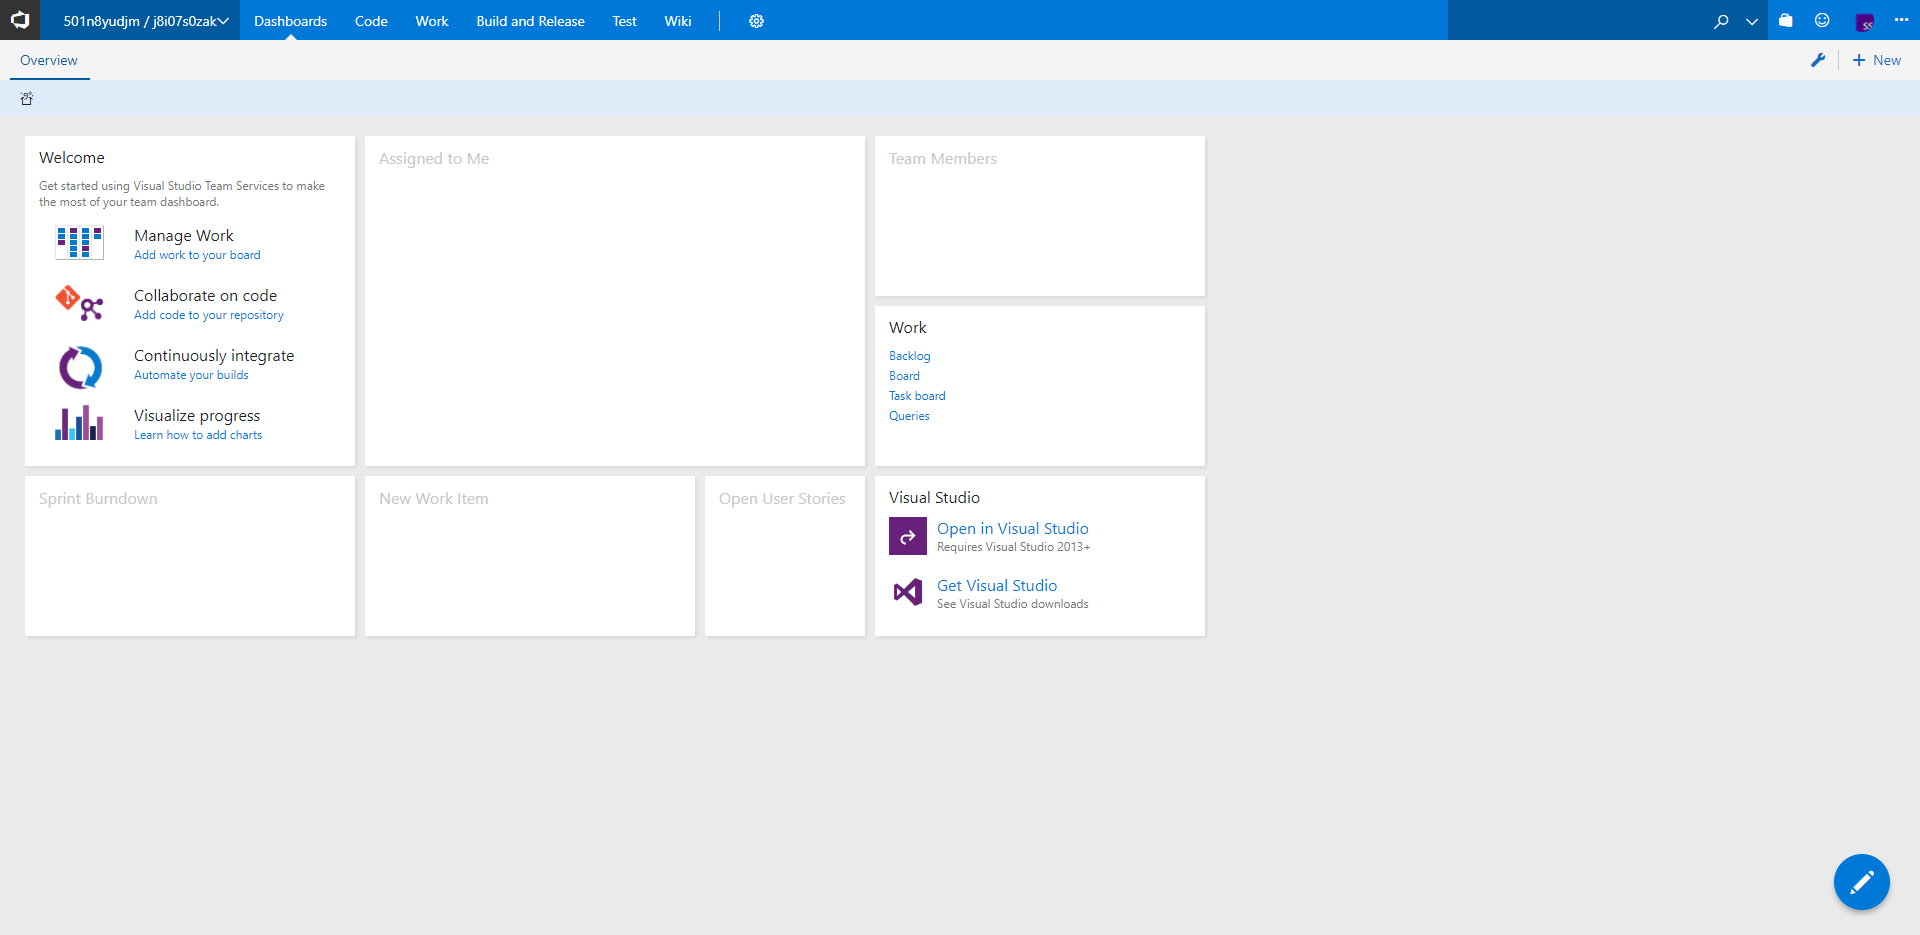 501n8yudjm / j8i07s0zak
Dashboards
Code
Work
Build and Release
Test
Wiki
SS
Overview
New
Welcome
Get started using Visual Studio Team Services to make
the most of your team dashboard.
Manage Work
Add work to your board
Collaborate on code
Add code to your repository
Continuously integrate
Automate your builds
Visualize progress
Learn how to add charts
Assigned to Me
Team Members
Work
Backlog
Board
Task board
Queries
Sprint Burndown
New Work Item
Open User Stories
Visual Studio
Open in Visual Studio
Requires Visual Studio 2013+
Get Visual Studio
See Visual Studio downloads